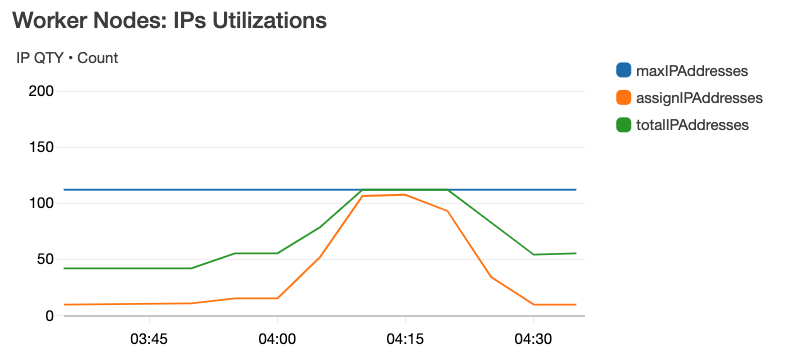 Worker Nodes: IPs Utilizations
IP QTY • Count
200
150
100
50
0
03:45
04:00
04:15
04:30
maxIPAddresses
assignIPAddresses
totalIPAddresses